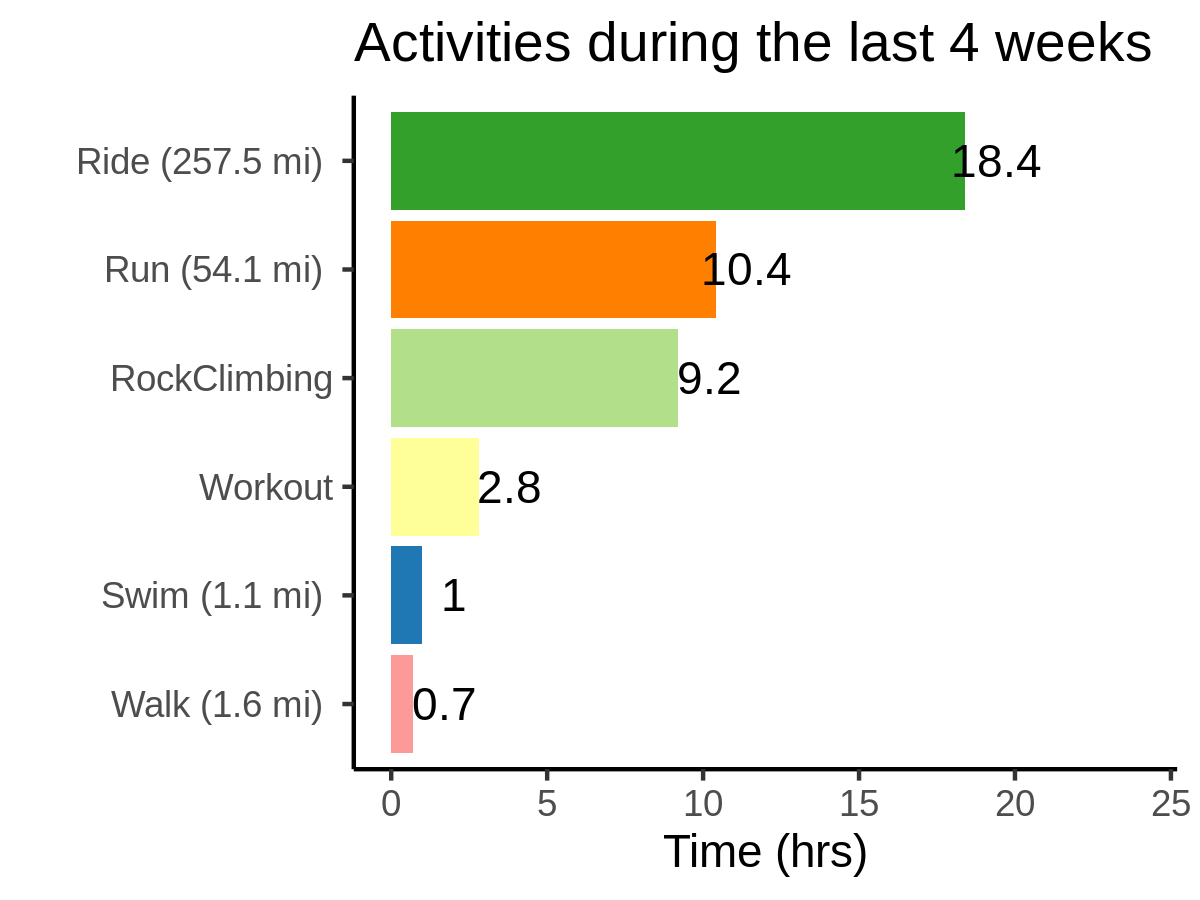 Activities during the last 4 weeks
Ride (257.5 mi) 18.4
Run (54.1 mi) 10.4
RockClimbing 9.2
Workout 2.8
Swim (1.1 mi) 1
Walk (1.6 mi) 0.7
0 5 10 15 20 25
Time (hrs)